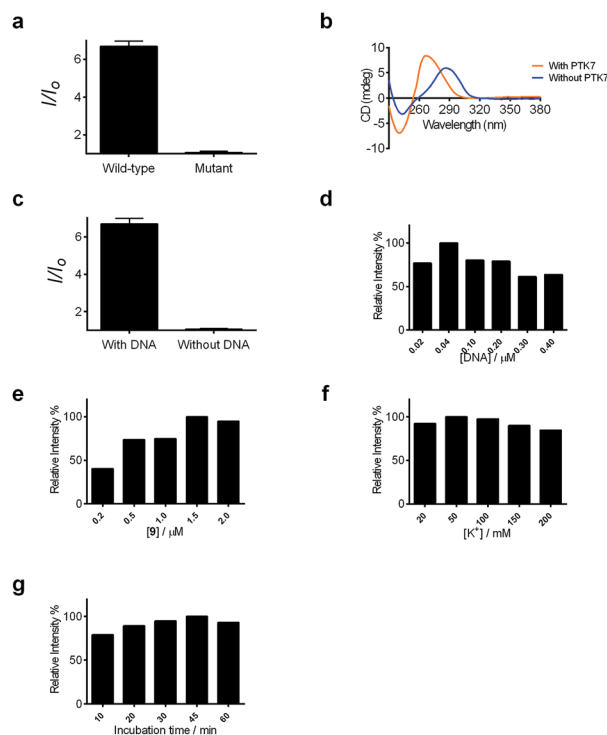 a
6
4
2
I/Io
Wild-type Mutant
b
10
5
0
-5
-10
CD (mdeg)
260 290 320 350 380
Wavelength (nm)
With PTK7
Without PTK7
c
6
4
2
I/Io
With DNA Without DNA
d
100
50
0
Relative Intensity %
0.02 0.04 0.10 0.20 0.30 0.40
[DNA] / μM
e
100
50
0
Relative Intensity %
0.2 0.5 1.0 1.5 2.0
[9] / μM
f
100
50
0
Relative Intensity %
20 50 100 150 200
[K+] / mM
g
100
50
0
Relative Intensity %
10 20 30 45 60
Incubation time / min